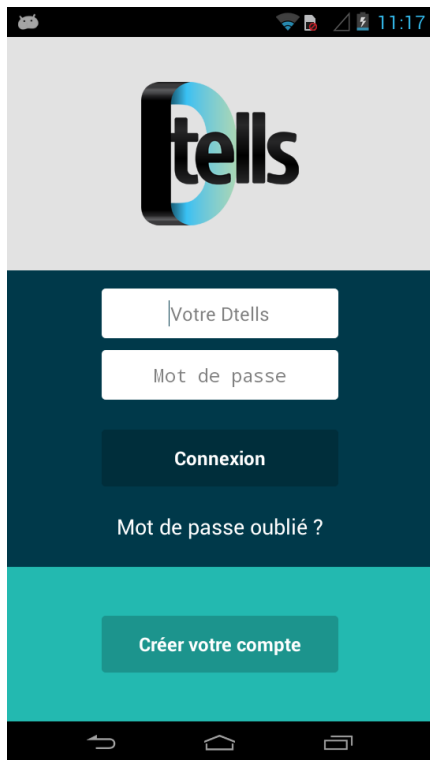 11:17
Dtells
Votre Dtells
Mot de passe
Connexion
Mot de passe oublié ?
Créer votre compte